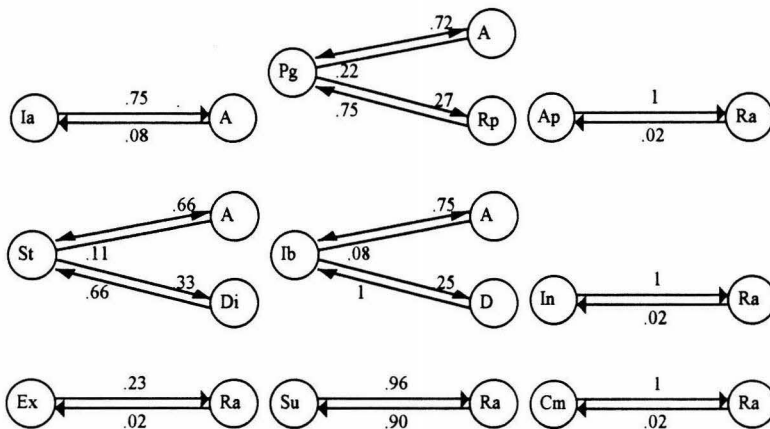 .72
A
Pg
.22
.75
Ia
A
.08
.27
.75
Rp
1
Ap
Ra
.02
.66
A
St
.11
.33
.66
Di
.75
A
Ib
.08
.25
1
D
1
In
Ra
.02
.23
Ex
Ra
.02
.96
Su
Ra
.90
1
Cm
Ra
.02